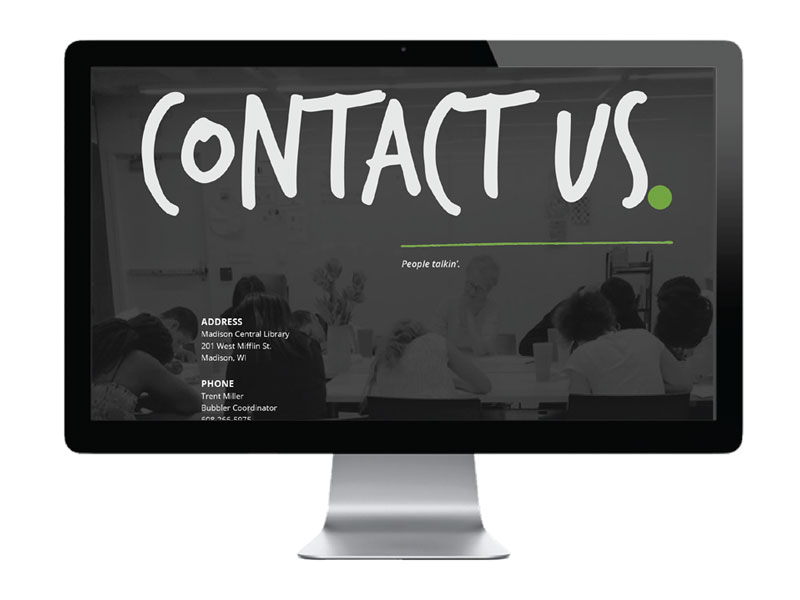 CONTACT US.
People talkin'.
ADDRESS
Madison Central Library
201 West Mifflin St.
Madison, WI
PHONE
Trent Miller
Bubbler Coordinator